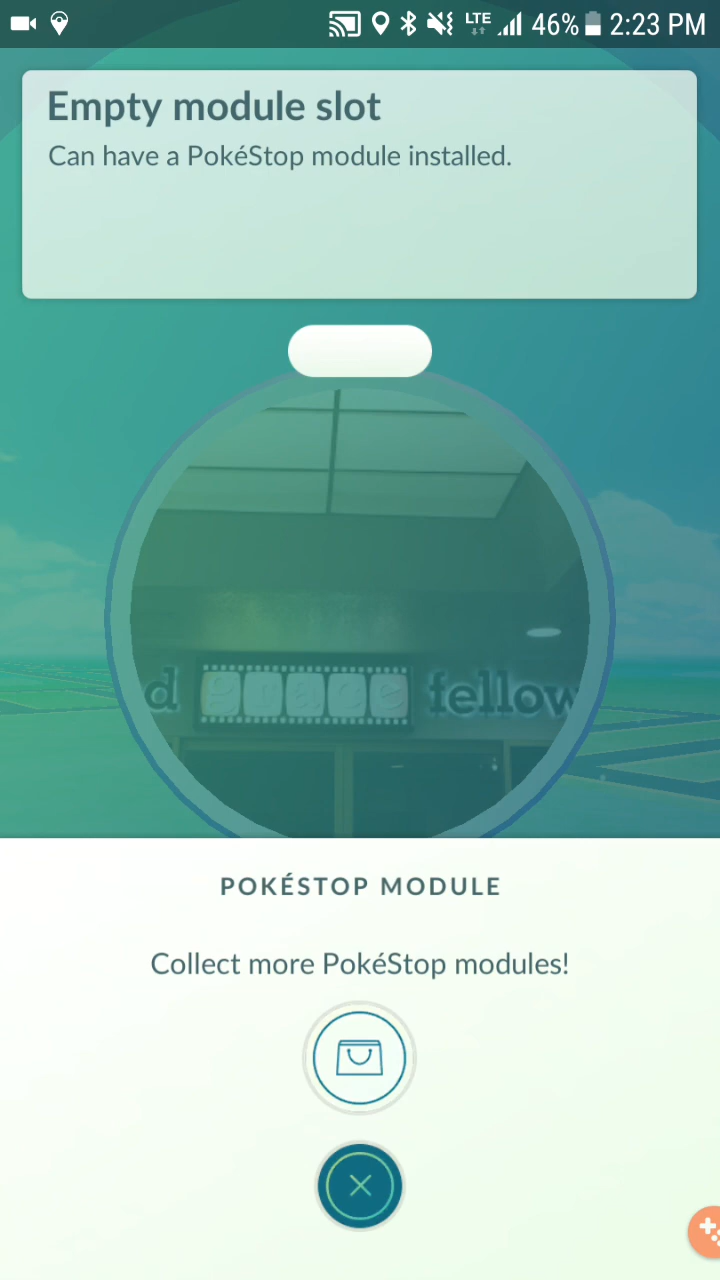 LTE 46% 2:23 PM
Empty module slot
Can have a PokéStop module installed.
d grace fellow
POKÉSTOP MODULE
Collect more PokéStop modules!